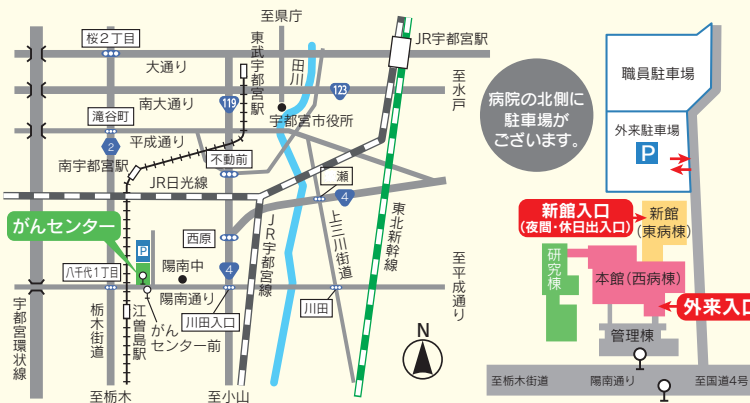 至県庁
桜2丁目
JR宇都宮駅
大通り
東武宇都宮駅
田川
至水戸
南大通り
119
123
滝谷町
宇都宮市役所
平成通り
2
不動前
南宇都宮駅
JR日光線
一瀬
4
がんセンター
P
西原
JR宇都宮線
上三川街道
東北新幹線
八千代1丁目
陽南中
4
至平成通り
陽南通り
川田入口
川田
宇都宮環状線
栃木街道
江曽島駅
がんセンター前
N
至栃木
至小山
病院の北側に
駐車場が
ございます。
職員駐車場
外来駐車場
P
新館入口
(夜間・休日出入口)
新館
(東病棟)
研究棟
本館(西病棟)
外来入口
管理棟
至栃木街道
陽南通り
至国道4号